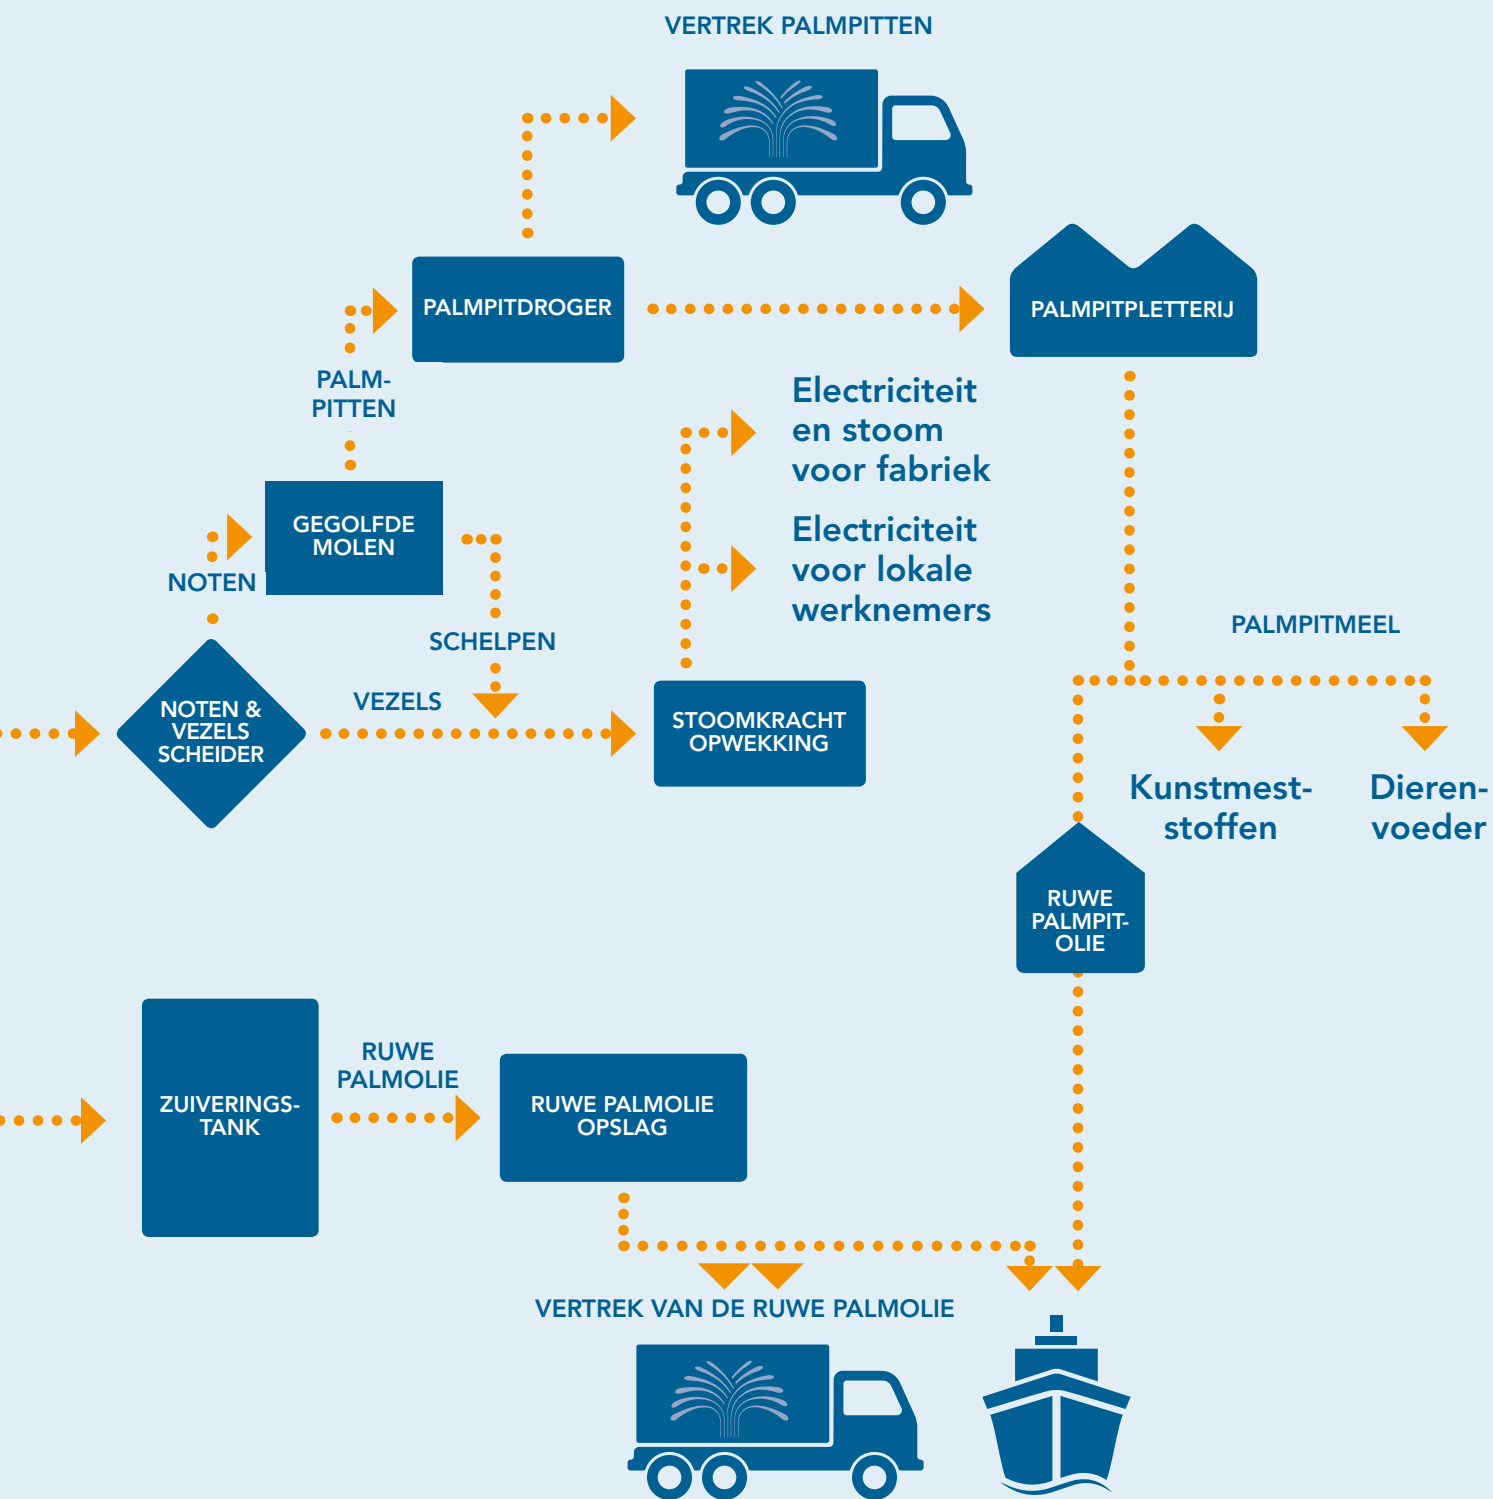 VERTREK PALMPITTEN
PALMPITDROGER
PALMPITPLETTERIJ
PALM-
PITTEN
Electriciteit
en stoom
voor fabriek
GEGOLFDE
MOLEN
Electriciteit
voor lokale
werknemers
NOTEN
SCHELPEN
PALMPITMEEL
NOTEN &
VEZELS
SCHEIDER
VEZELS
STOOMKRACHT
OPWEKKING
Kunstmest-
stoffen
Dieren-
voeder
RUWE
PALMPIT-
OLIE
ZUIVERINGS-
TANK
RUWE
PALMOLIE
RUWE PALMOLIE
OPSLAG
VERTREK VAN DE RUWE PALMOLIE